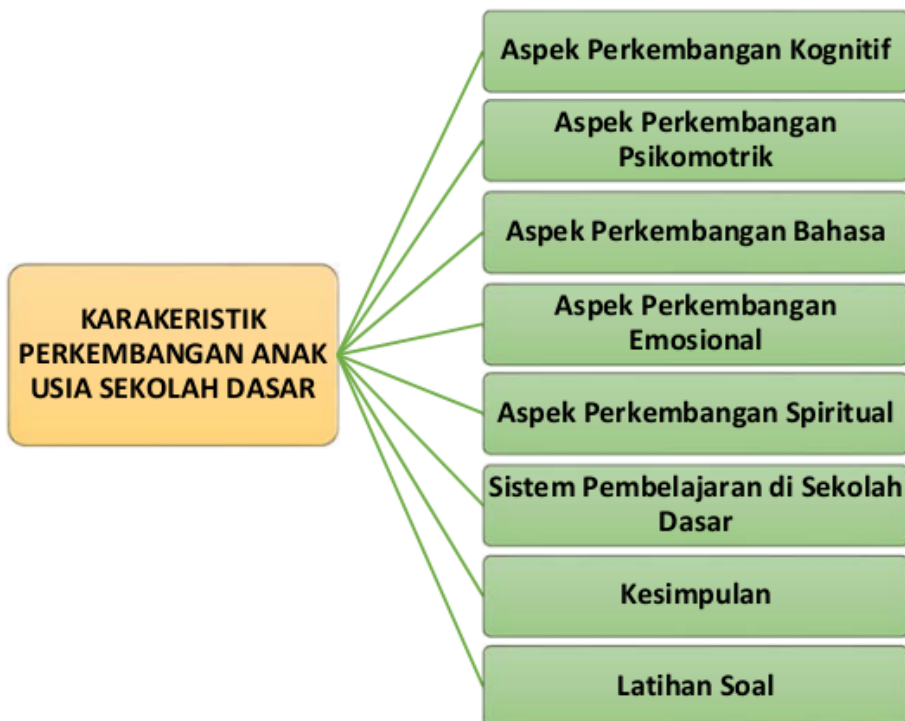 KARAKERISTIK
PERKEMBANGAN ANAK
USIA SEKOLAH DASAR
Aspek Perkembangan Kognitif
Aspek Perkembangan
Psikomotrik
Aspek Perkembangan Bahasa
Aspek Perkembangan
Emosional
Aspek Perkembangan Spiritual
Sistem Pembelajaran di Sekolah
Dasar
Kesimpulan
Latihan Soal